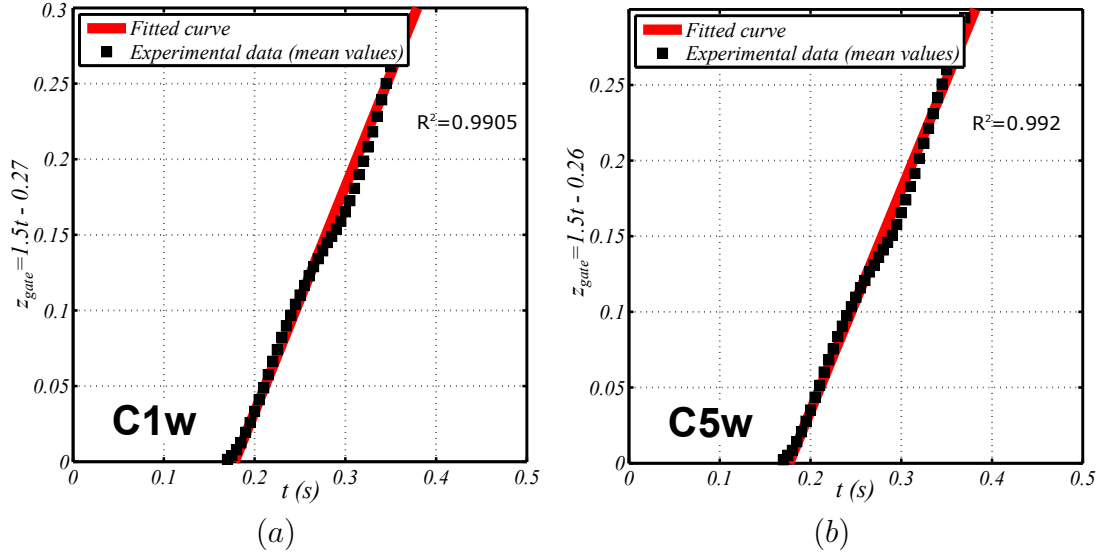 0.3
Fitted curve
Experimental data (mean values)
0.25
R²=0.9905
0.2
0.15
0.1
0.05
0
z_gate=1.5t - 0.27
C1w
0 0.1 0.2 0.3 0.4 0.5
t (s)
(a)
Fitted curve
Experimental data (mean values)
0.25
R²=0.992
0.2
0.15
0.1
0.05
0
z_gate=1.5t - 0.26
C5w
0 0.1 0.2 0.3 0.4 0.5
t (s)
(b)